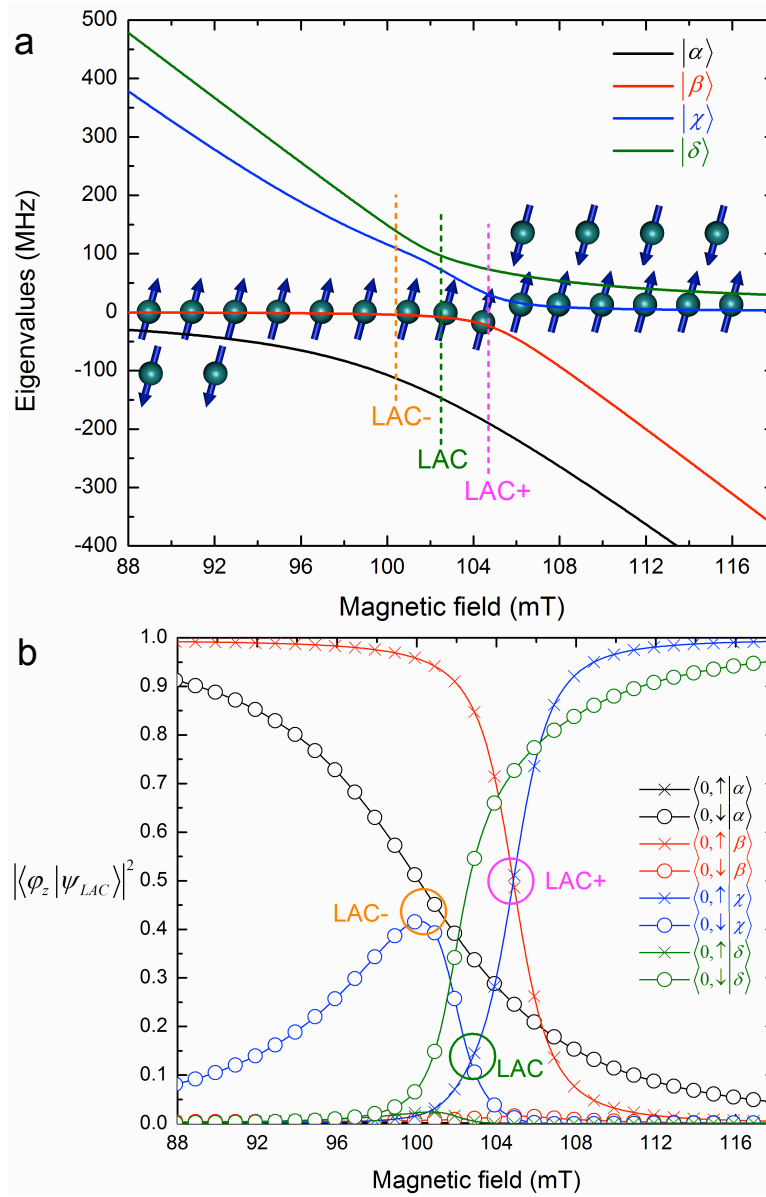 a
500
400
300
200
100
0
-100
-200
-300
-400
Eigenvalues (MHz)
|α⟩
|β⟩
|χ⟩
|δ⟩
LAC-
LAC
LAC+
88 92 96 100 104 108 112 116
Magnetic field (mT)
b
1.0
0.9
0.8
0.7
0.6
0.5
0.4
0.3
0.2
0.1
0.0
|⟨φz|ψLAC⟩|²
⟨0,↑|α⟩
⟨0,↓|α⟩
⟨0,↑|β⟩
⟨0,↓|β⟩
⟨0,↑|χ⟩
⟨0,↓|χ⟩
⟨0,↑|δ⟩
⟨0,↓|δ⟩
LAC-
LAC+
LAC
88 92 96 100 104 108 112 116
Magnetic field (mT)